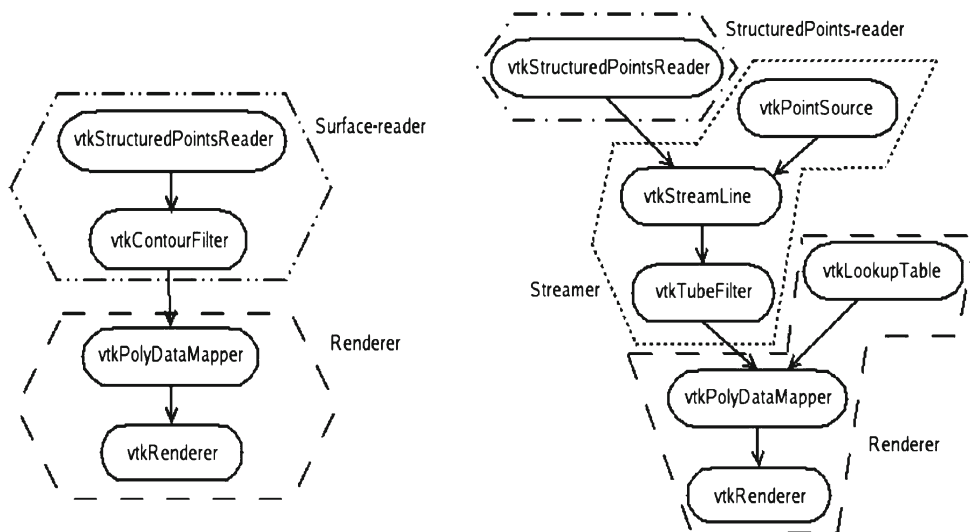 vtkStructuredPointsReader
Surface-reader
vtkContourFilter
vtkPolyDataMapper
Renderer
vtkRenderer
StructuredPoints-reader
vtkStructuredPointsReader
vtkPointSource
vtkStreamLine
vtkLookupTable
Streamer
vtkTubeFilter
vtkPolyDataMapper
Renderer
vtkRenderer